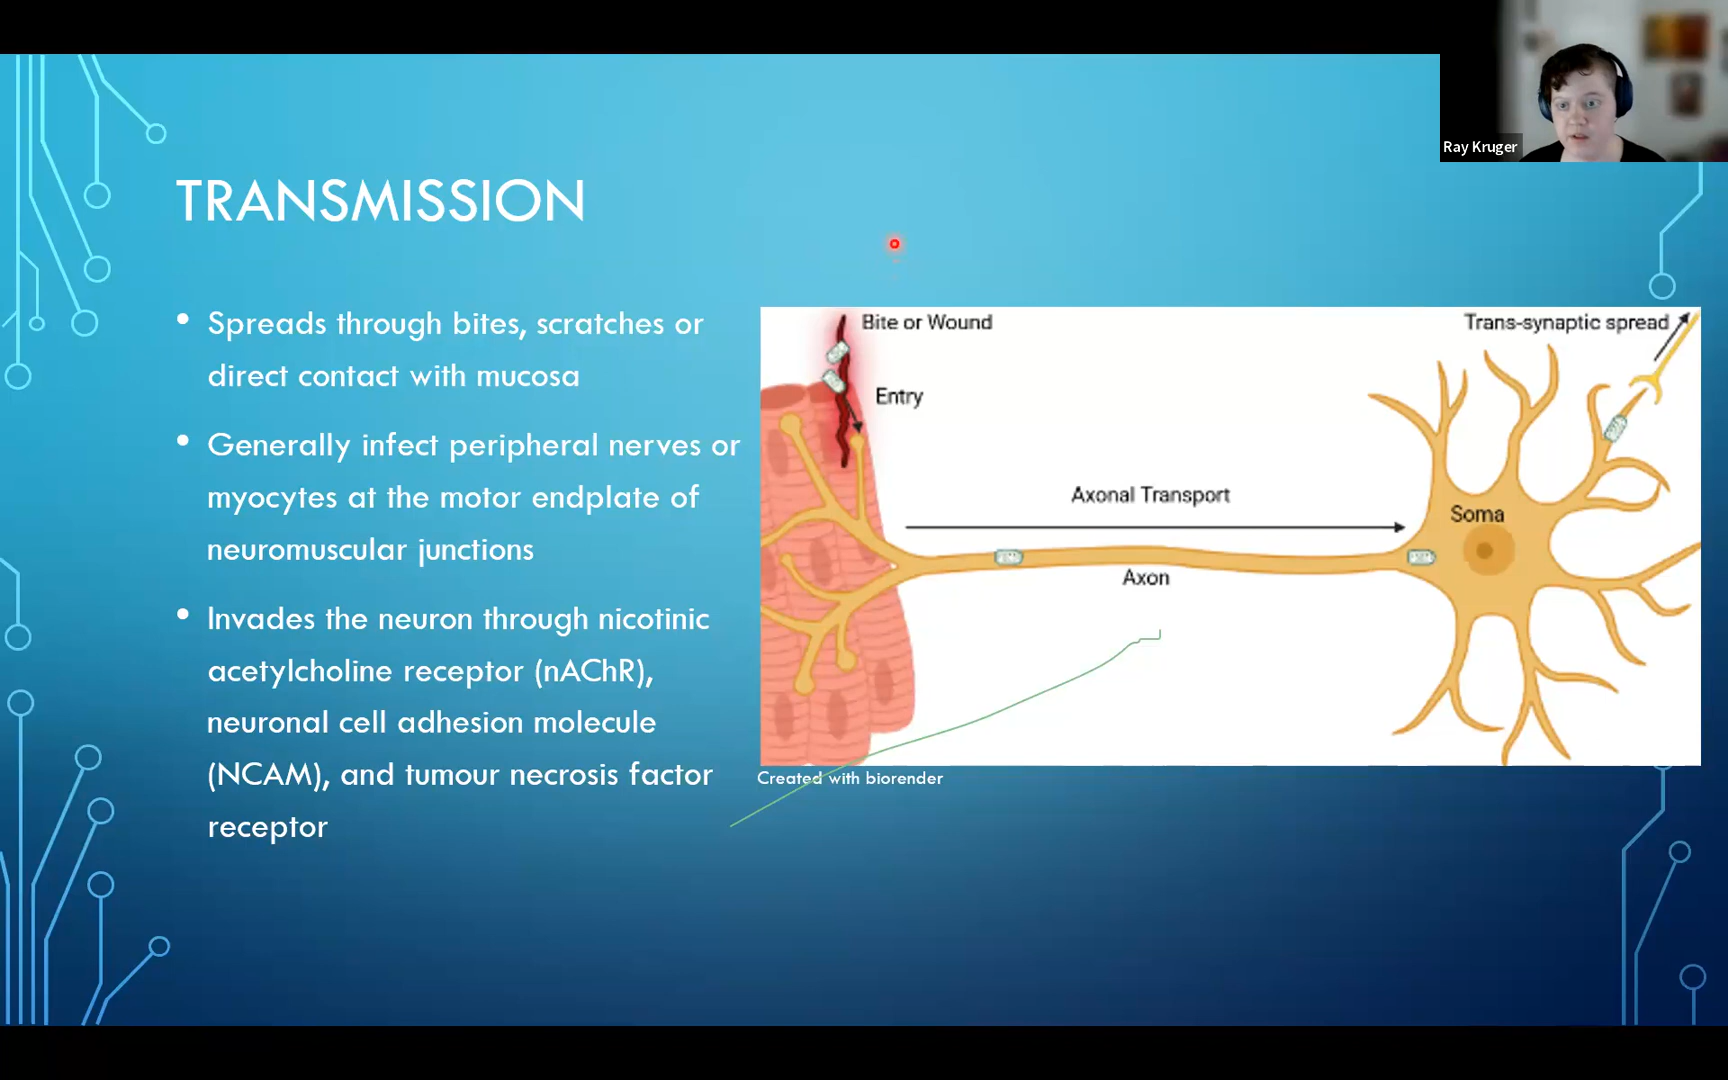 Ray Kruger
TRANSMISSION
• Spreads through bites, scratches or
direct contact with mucosa
• Generally infect peripheral nerves or
myocytes at the motor endplate of
neuromuscular junctions
• Invades the neuron through nicotinic
acetylcholine receptor (nAChR),
neuronal cell adhesion molecule
(NCAM), and tumour necrosis factor
receptor
Bite or Wound
Entry
Axonal Transport
Axon
Soma
Trans-synaptic spread
Created with biorender